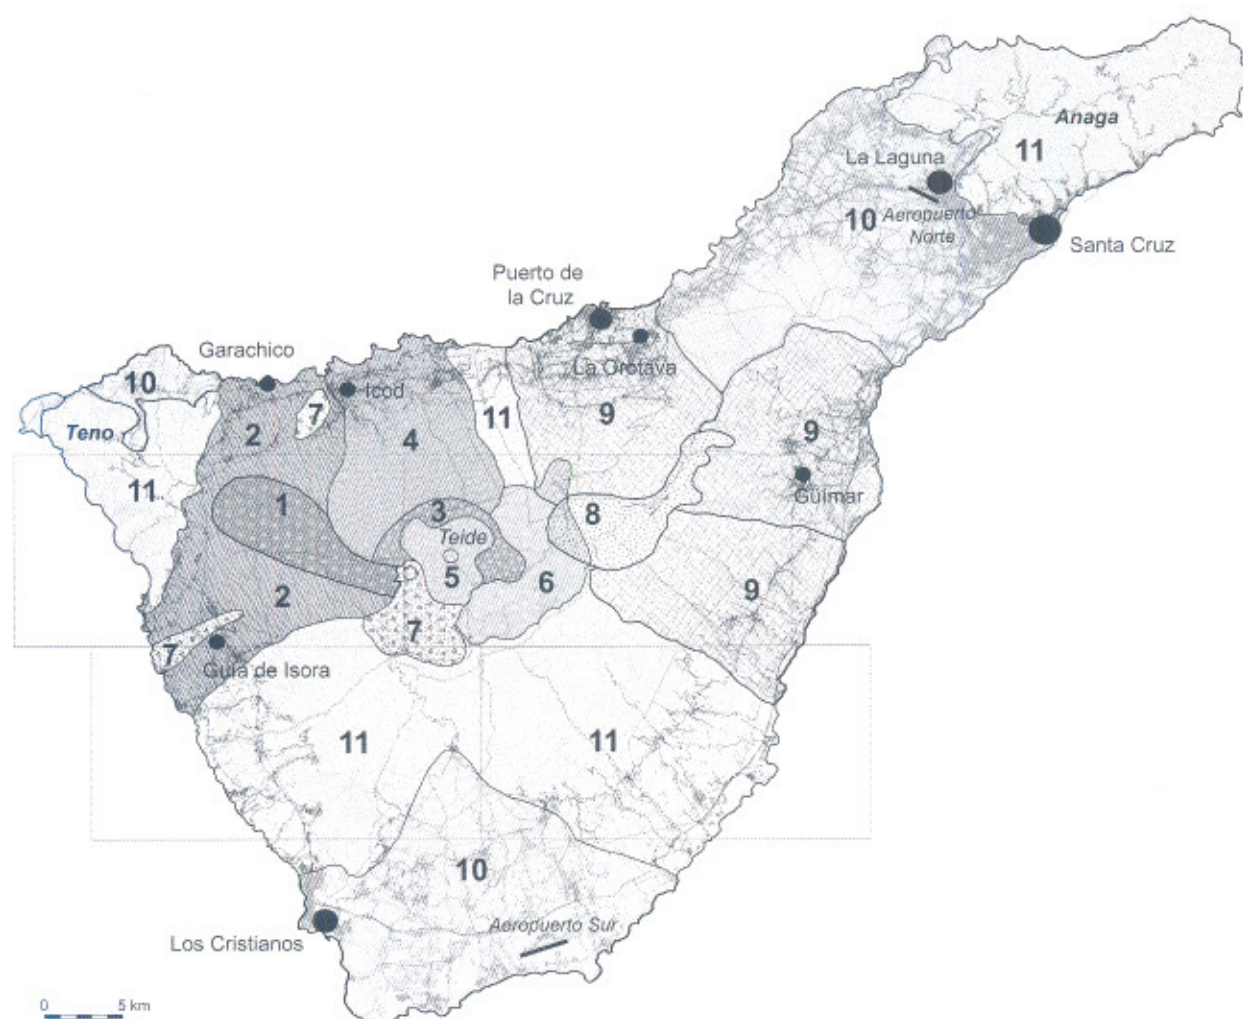 Anaga
11
La Laguna
10
Aeropuerto
Norte
Santa Cruz
Puerto de
la Cruz
La Orotava
Garachico
10
Icod
7
Teno
2
4
11
9
9
Güimar
11
1
3
8
Teide
5
6
2
9
7
7
Guía de Isora
11
11
10
Aeropuerto Sur
Los Cristianos
0 5 km